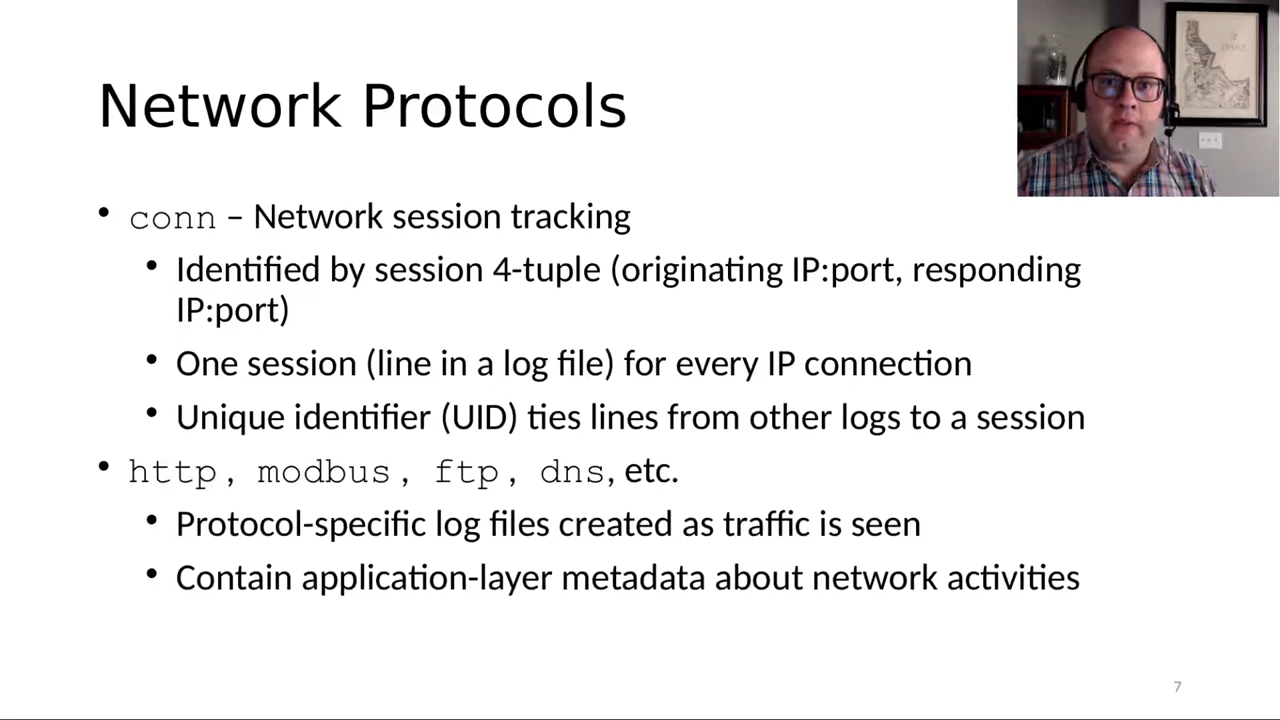 Network Protocols
• conn – Network session tracking
• Identified by session 4-tuple (originating IP:port, responding
IP:port)
• One session (line in a log file) for every IP connection
• Unique identifier (UID) ties lines from other logs to a session
• http, modbus, ftp, dns, etc.
• Protocol-specific log files created as traffic is seen
• Contain application-layer metadata about network activities
7